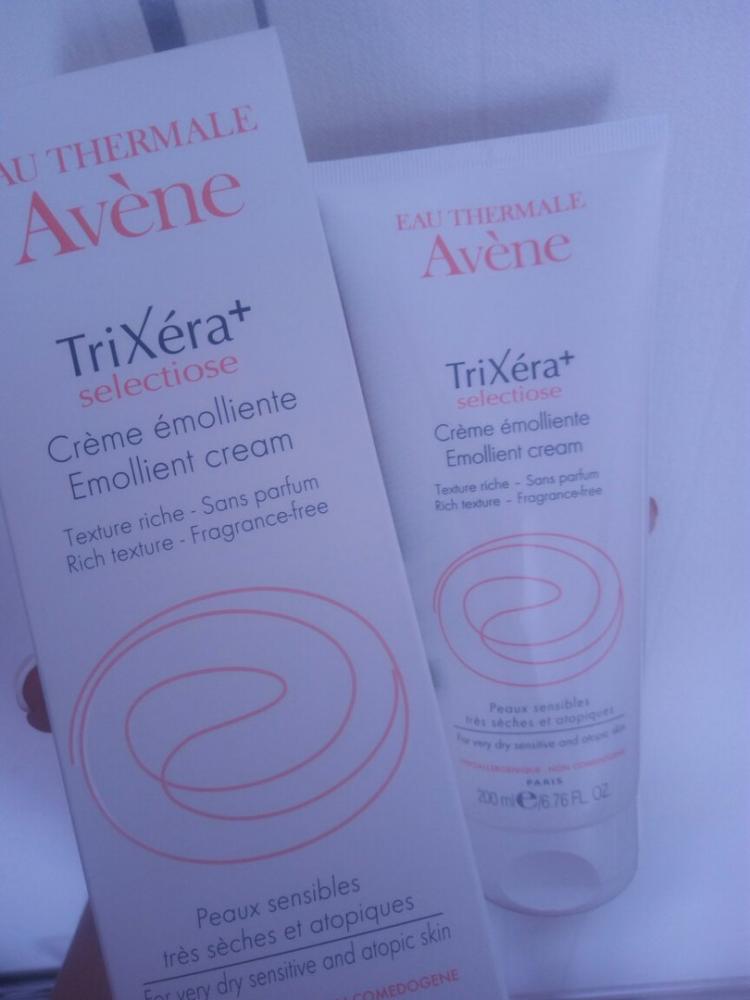 AU THERMALE
Avène
TriXéra+
selectiose
Crème émolliente
Emollient cream
Texture riche - Sans parfum
Rich texture - Fragrance-free
Peaux sensibles
très sèches et atopiques
For very dry sensitive and atopic skin
COMEDOGENE
EAU THERMALE
Avène
TriXéra+
selectiose
Crème émolliente
Emollient cream
Texture riche - Sans parfum
Rich texture - Fragrance-free
Peaux sensibles
très sèches et atopiques
For very dry sensitive and atopic skin
HYPOALLERGENIQUE - NON COMEDOGENE
PARIS
200 ml e/6.76 FL. OZ.